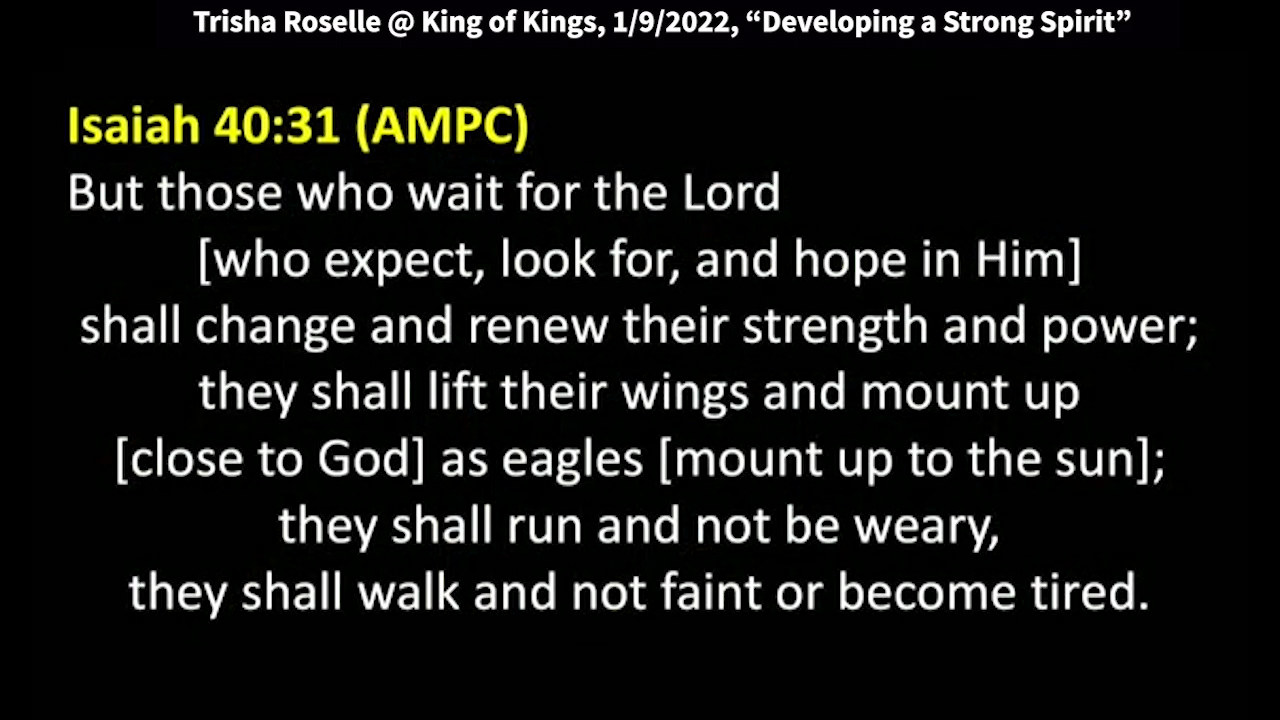 Trisha Roselle @ King of Kings, 1/9/2022, “Developing a Strong Spirit”
Isaiah 40:31 (AMPC)
But those who wait for the Lord
[who expect, look for, and hope in Him]
shall change and renew their strength and power;
they shall lift their wings and mount up
[close to God] as eagles [mount up to the sun];
they shall run and not be weary,
they shall walk and not faint or become tired.